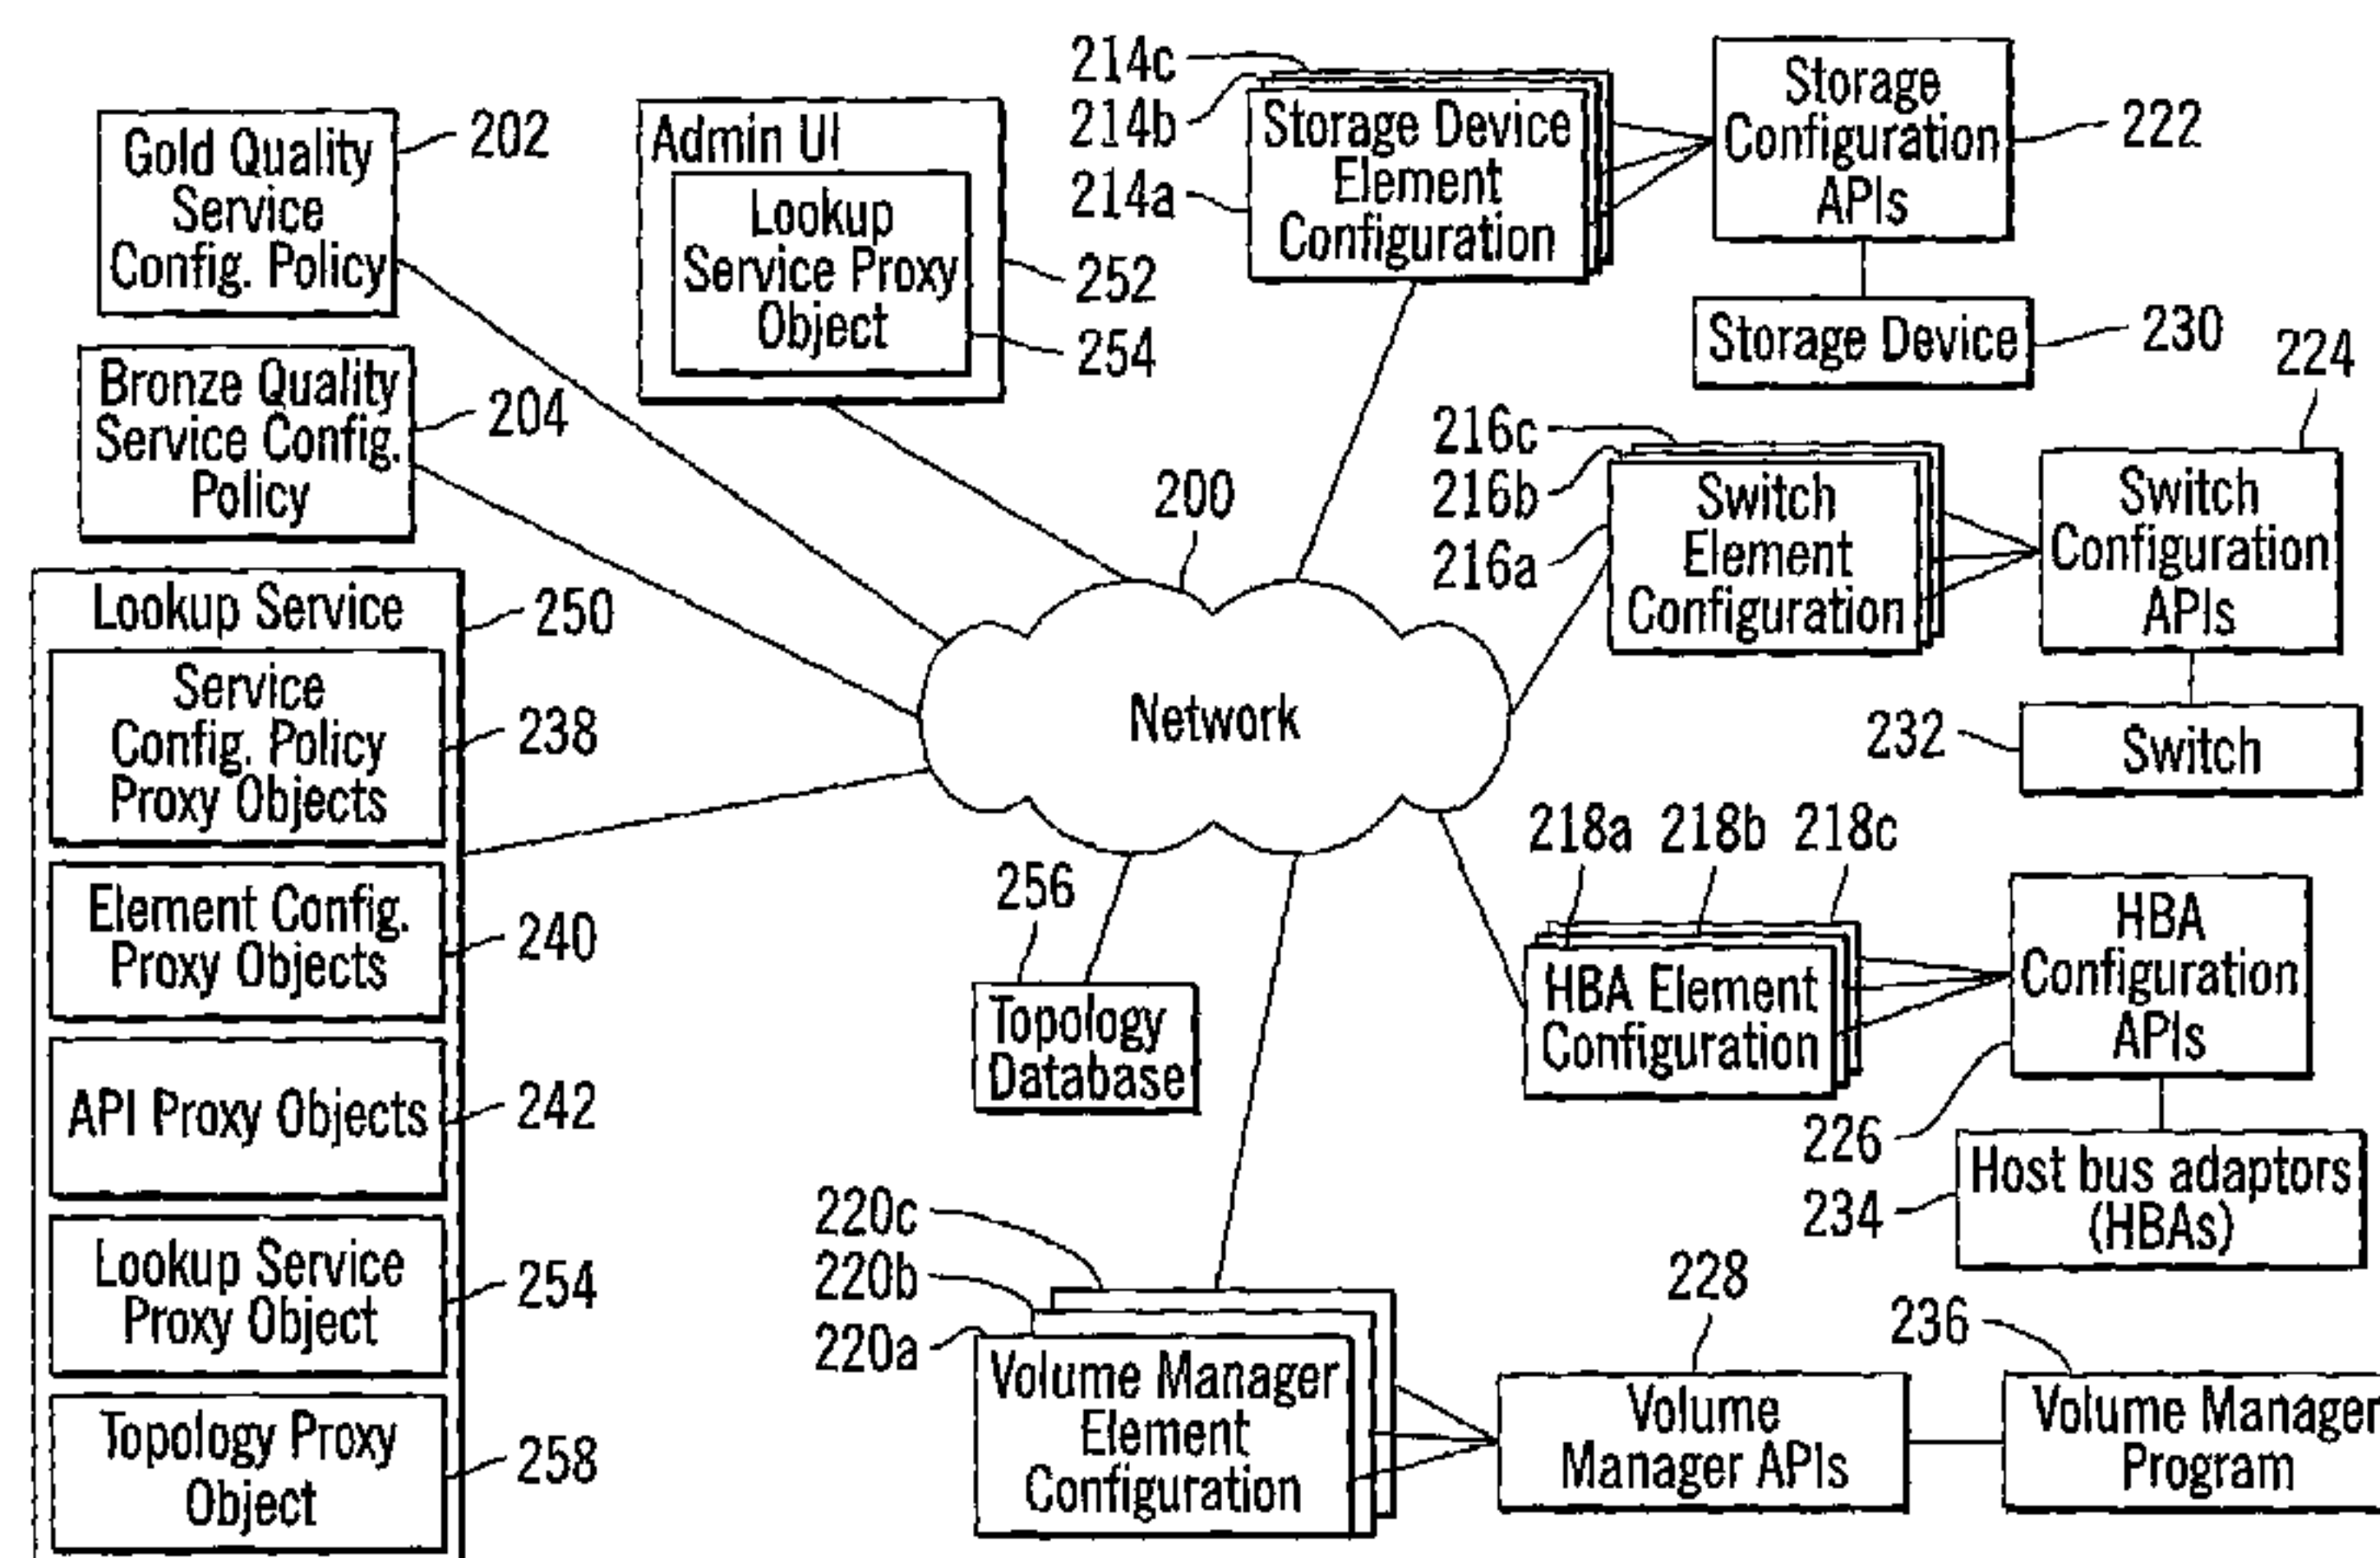 Gold Quality
Service
Config. Policy
202
Bronze Quality
Service Config.
Policy
204
Admin UI
Lookup
Service Proxy
Object
252
254
214c
214b
214a
Storage Device
Element
Configuration
Storage
Configuration
APIs
222
Storage Device
230
216c
216b
216a
Switch
Element
Configuration
224
Switch
Configuration
APIs
232
Switch
200
Network
Lookup Service
250
Service
Config. Policy
Proxy Objects
238
Element Config.
Proxy Objects
240
API Proxy Objects
242
Lookup Service
Proxy Object
254
Topology Proxy
Object
258
256
Topology
Database
218a 218b 218c
HBA Element
Configuration
HBA
Configuration
APIs
226
Host bus adaptors
(HBAs)
234
220c
220b
220a
Volume Manager
Element
Configuration
228
Volume
Manager APIs
236
Volume Manager
Program